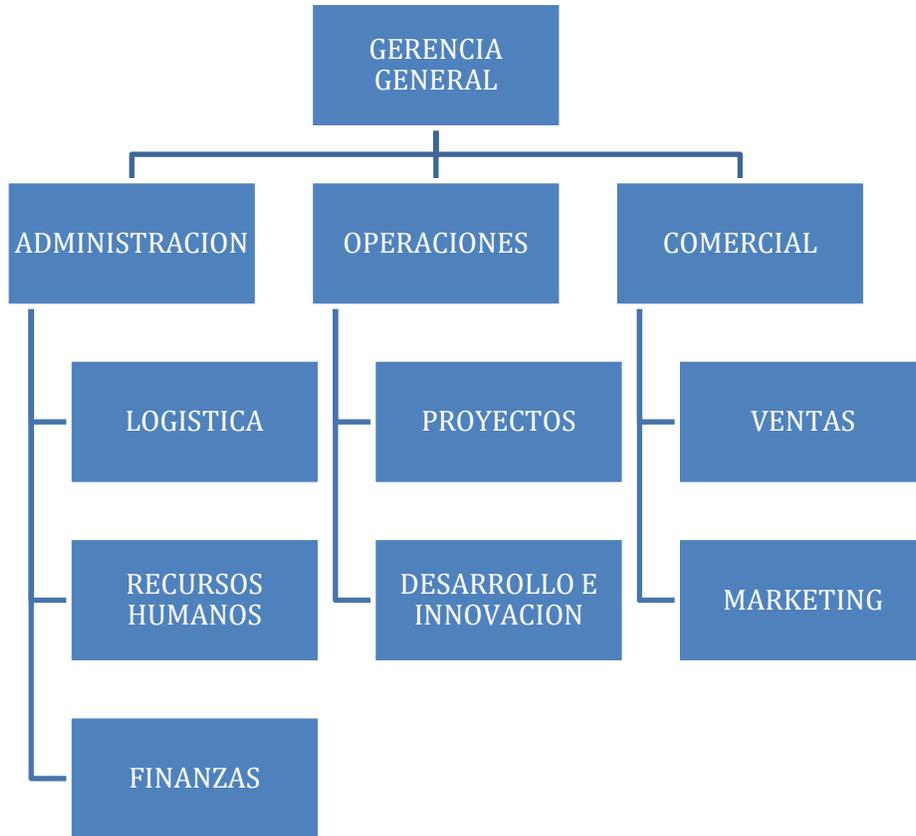 GERENCIA
GENERAL
ADMINISTRACION
OPERACIONES
COMERCIAL
LOGISTICA
PROYECTOS
VENTAS
RECURSOS
HUMANOS
DESARROLLO E
INNOVACION
MARKETING
FINANZAS